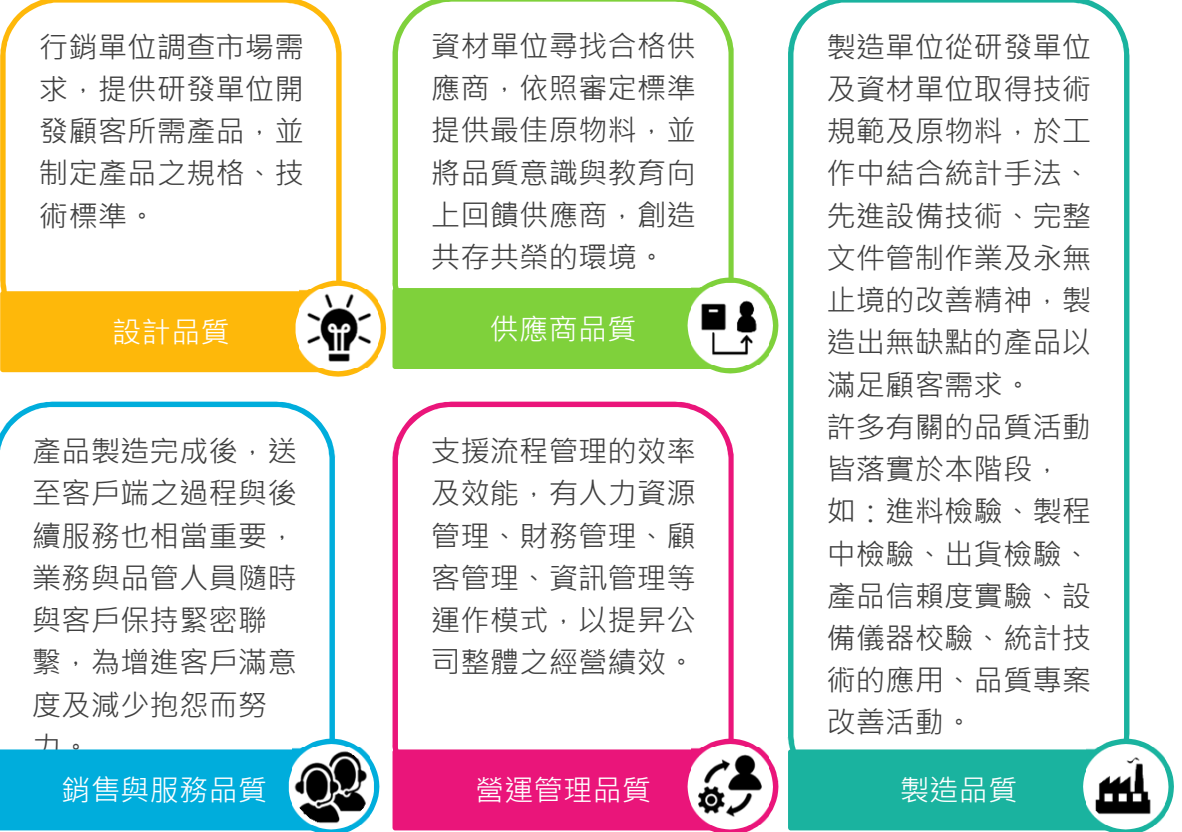 行銷單位調查市場需
求，提供研發單位開
發顧客所需產品，並
制定產品之規格、技
術標準。
設計品質
資材單位尋找合格供
應商，依照審定標準
提供最佳原物料，並
將品質意識與教育向
上回饋供應商，創造
共存共榮的環境。
供應商品質
製造單位從研發單位
及資材單位取得技術
規範及原物料，於工
作中結合統計手法、
先進設備技術、完整
文件管制作業及永無
止境的改善精神，製
造出無缺點的產品以
滿足顧客需求。
許多有關的品質活動
皆落實於本階段，
如：進料檢驗、製程
中檢驗、出貨檢驗、
產品信賴度實驗、設
備儀器校驗、統計技
術的應用、品質專案
改善活動。
製造品質
產品製造完成後，送
至客戶端之過程與後
續服務也相當重要，
業務與品管人員隨時
與客戶保持緊密聯
繫，為增進客戶滿意
度及減少抱怨而努
力。
銷售與服務品質
支援流程管理的效率
及效能，有人力資源
管理、財務管理、顧
客管理、資訊管理等
運作模式，以提昇公
司整體之經營績效。
營運管理品質